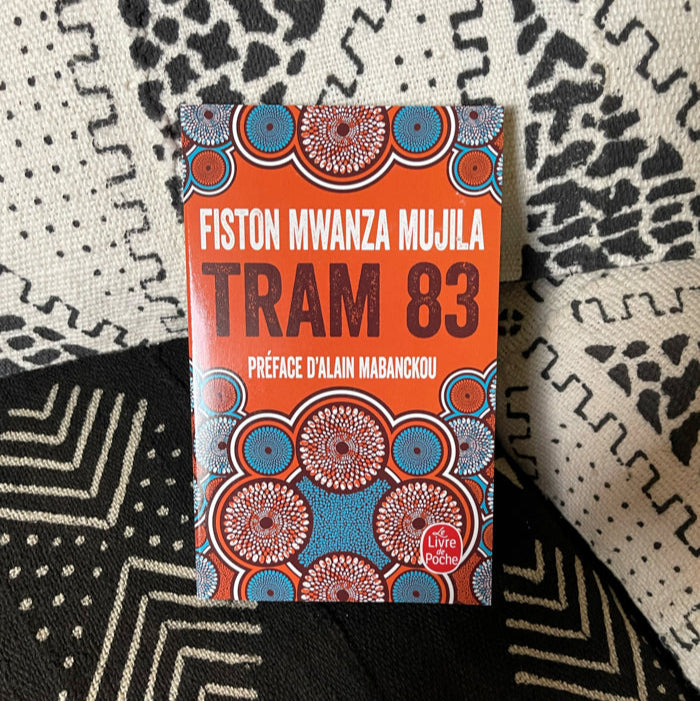 FISTON MWANZA MUJILA
TRAM 83
PRÉFACE D'ALAIN MABANCKOU
Le
Livre
de
Poche